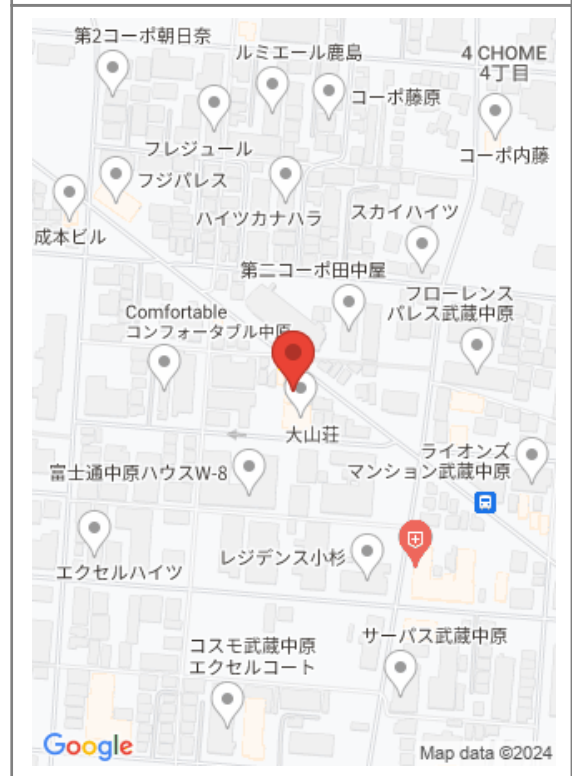 第2コーポ朝日奈
ルミエール鹿島
4 CHOME
4丁目
コーポ藤原
フレジュール
コーポ内藤
フジパレス
ハイツカナハラ
スカイハイツ
成本ビル
第二コーポ田中屋
フローレンス
パレス武蔵中原
Comfortable
コンフォータブル中原
大山荘
ライオンズ
マンション武蔵中原
富士通中原ハウスW-8
レジデンス小杉
エクセルハイツ
コスモ武蔵中原
エクセルコート
サーパス武蔵中原
Google
Map data ©2024